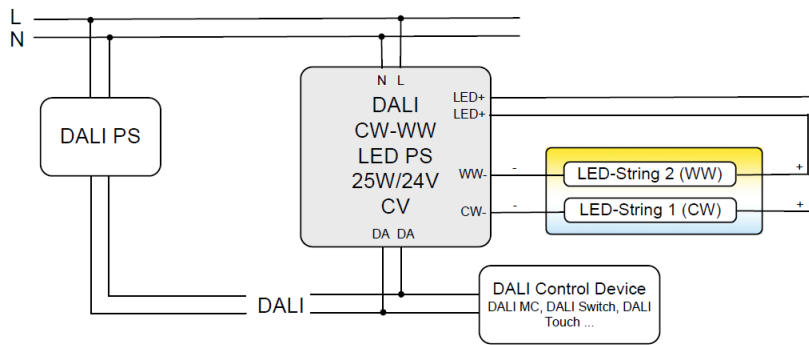 L
N
DALI PS
N L
DALI
CW-WW
LED PS
25W/24V
CV
LED+
LED+
WW-
CW-
DA DA
- LED-String 2 (WW) +
- LED-String 1 (CW) +
DALI
DALI Control Device
DALI MC, DALI Switch, DALI
Touch ...